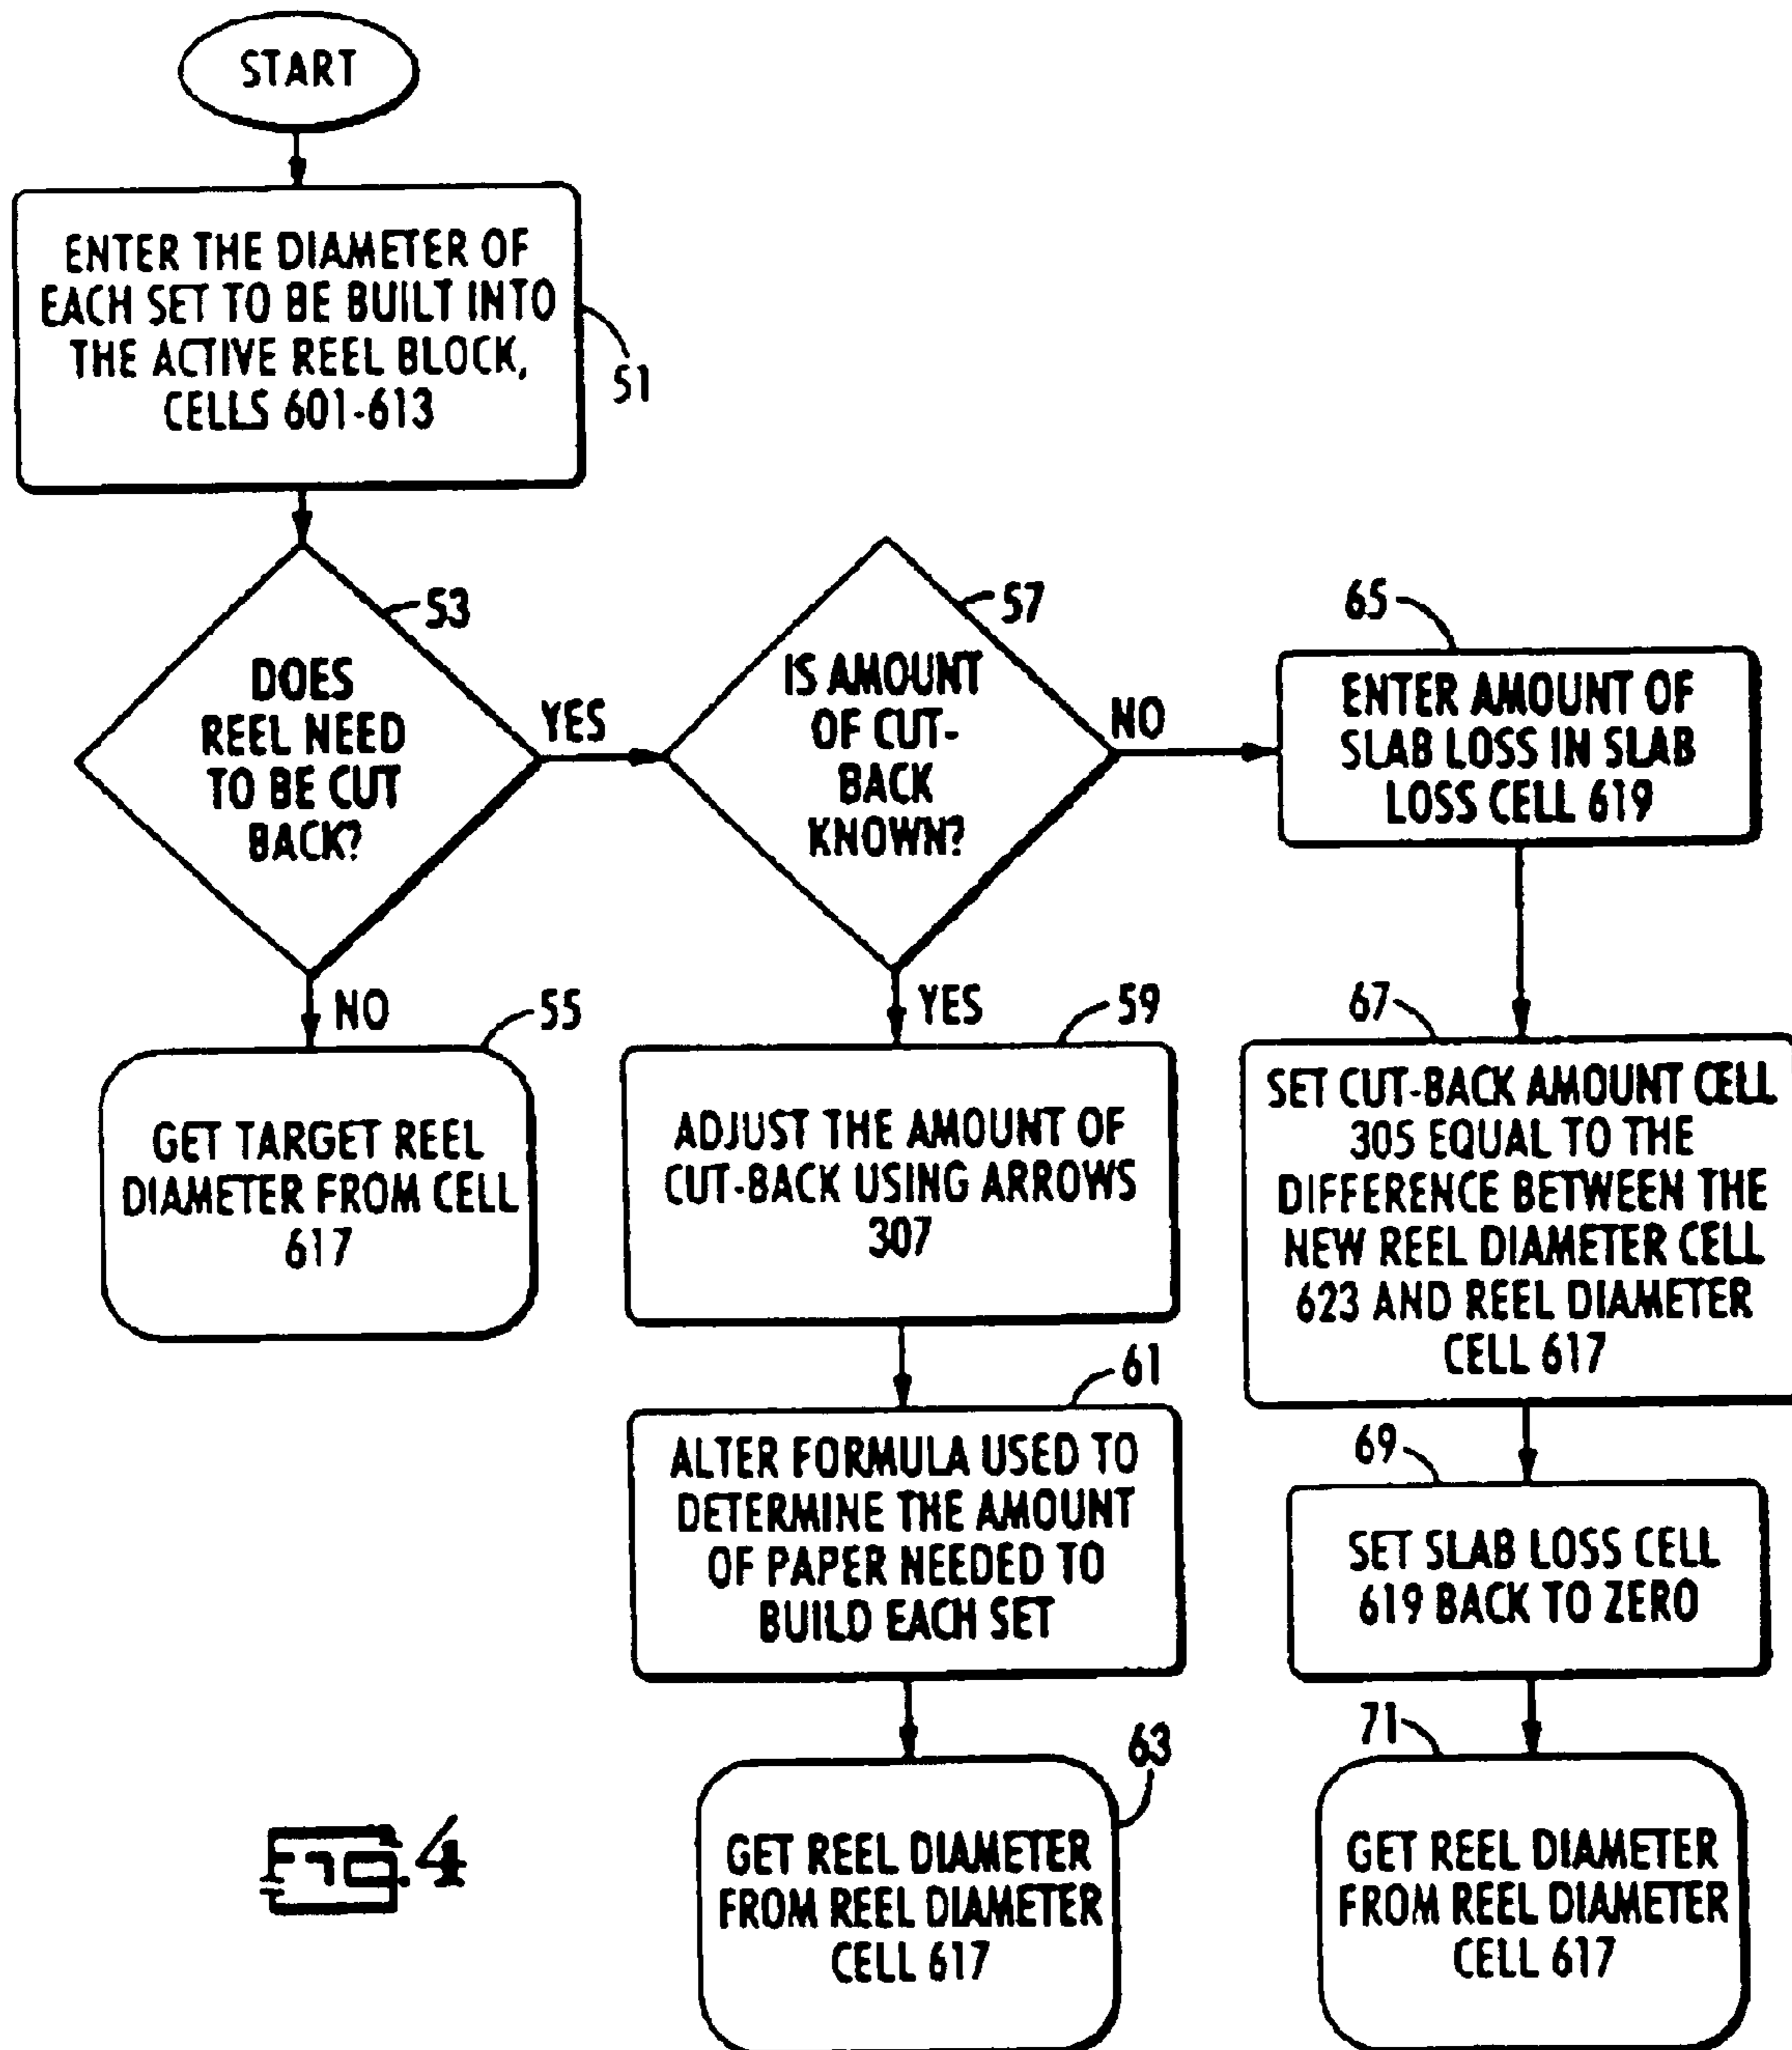 START
ENTER THE DIAMETER OF
EACH SET TO BE BUILT INTO
THE ACTIVE REEL BLOCK,
CELLS 601-613
51
53
DOES
REEL NEED
TO BE CUT
BACK?
YES
NO
55
GET TARGET REEL
DIAMETER FROM CELL
617
57
IS AMOUNT
OF CUT-
BACK
KNOWN?
NO
YES
59
ADJUST THE AMOUNT OF
CUT-BACK USING ARROWS
307
61
ALTER FORMULA USED TO
DETERMINE THE AMOUNT
OF PAPER NEEDED TO
BUILD EACH SET
63
GET REEL DIAMETER
FROM REEL DIAMETER
CELL 617
65
ENTER AMOUNT OF
SLAB LOSS IN SLAB
LOSS CELL 619
67
SET CUT-BACK AMOUNT CELL
305 EQUAL TO THE
DIFFERENCE BETWEEN THE
NEW REEL DIAMETER CELL
623 AND REEL DIAMETER
CELL 617
69
SET SLAB LOSS CELL
619 BACK TO ZERO
71
GET REEL DIAMETER
FROM REEL DIAMETER
CELL 617
FIG. 4